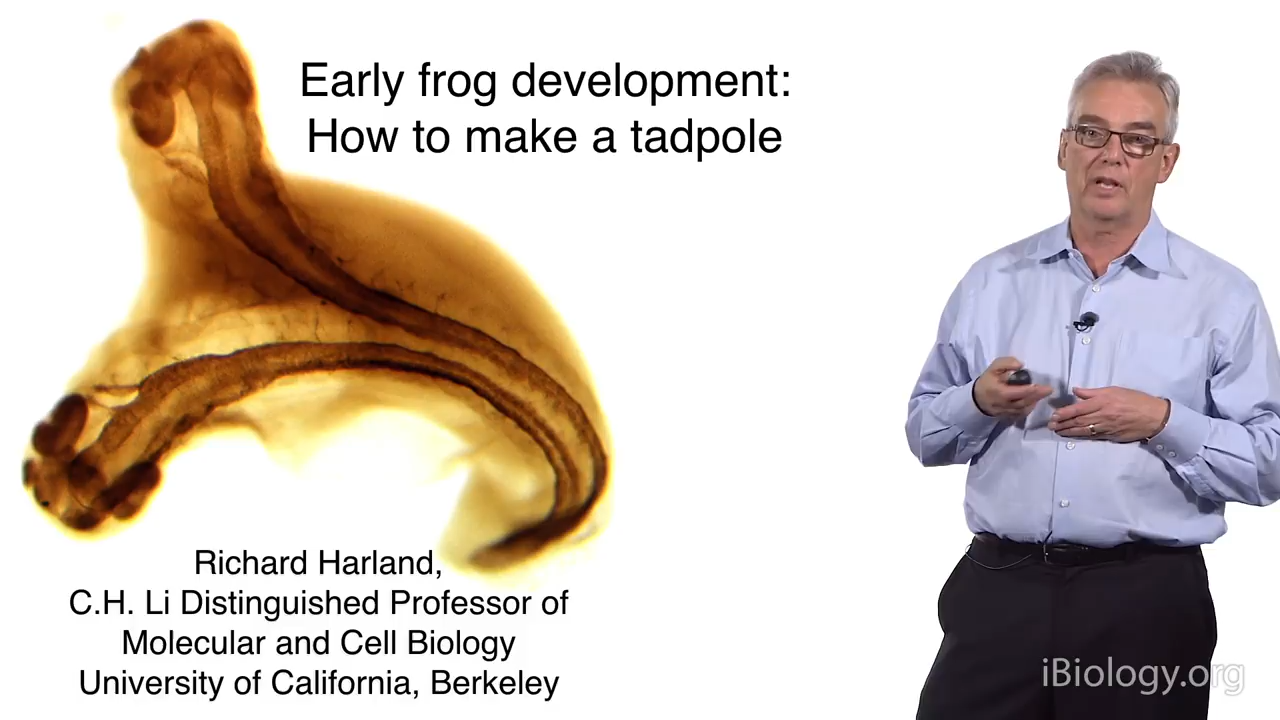 Early frog development:
How to make a tadpole
Richard Harland,
C.H. Li Distinguished Professor of
Molecular and Cell Biology
University of California, Berkeley
iBiology.org